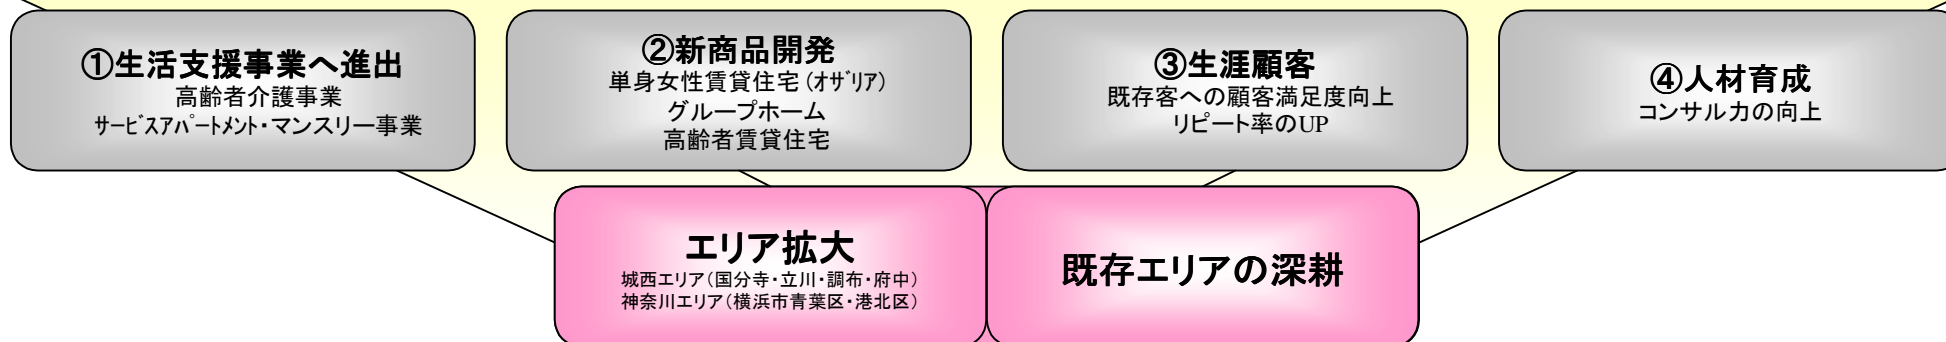 ①生活支援事業へ進出
高齢者介護事業
ｻｰﾋﾞｽｱﾊﾟｰﾄﾒﾝﾄ・マンスリー事業
②新商品開発
単身女性賃貸住宅(ｵｻﾞﾘｱ)
グループホーム
高齢者賃貸住宅
③生涯顧客
既存客への顧客満足度向上
リピート率のUP
④人材育成
コンサル力の向上
エリア拡大
城西エリア(国分寺・立川・調布・府中)
神奈川エリア(横浜市青葉区・港北区)
既存エリアの深耕